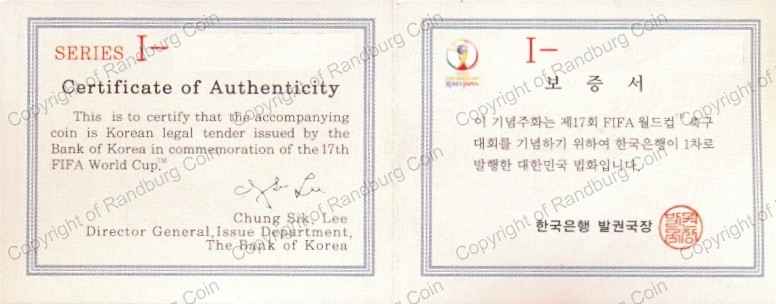 SERIES I-
Certificate of Authenticity
This is to certify that the accompanying
coin is Korean legal tender issued by the
Bank of Korea in commemoration of the 17th
FIFA World Cup.™
Chung Sik, Lee
Director General, Issue Department,
The Bank of Korea
I-
보 증 서
이 기념주화는 제17회 FIFA 월드컵™ 축구
대회를 기념하기 위하여 한국은행이 1차로
발행한 대한민국 법화입니다.
한국은행 발권국장
Copyright of Randburg Coin